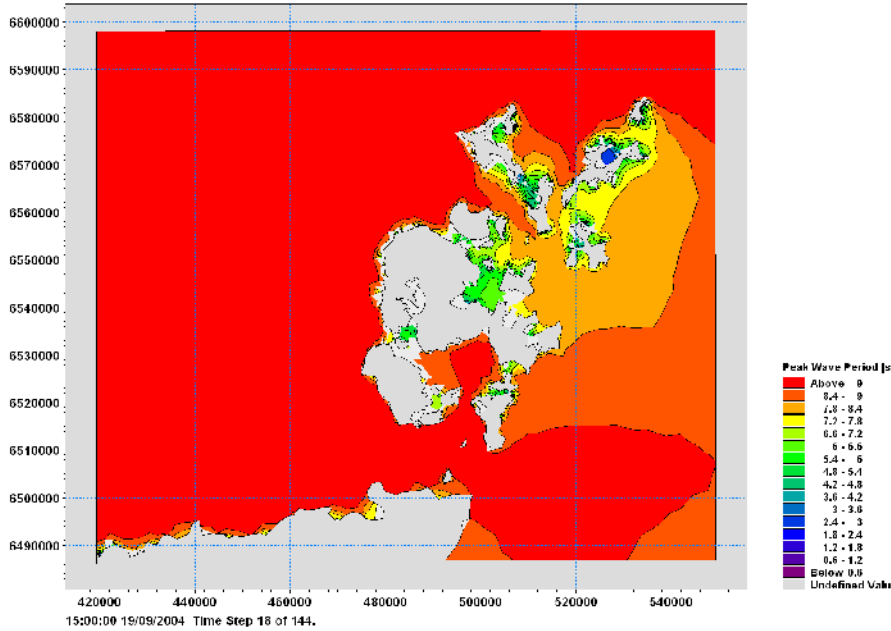 6600000
6590000
6580000
6570000
6560000
6550000
6540000
6530000
6520000
6510000
6500000
6490000
420000 440000 460000 480000 500000 520000 540000
15:00:00 19/09/2004 Time Step 18 of 144.
Peak Wave Period [s
Above 9
8.4 - 9
7.8 - 8.4
7.2 - 7.8
6.6 - 7.2
6 - 6.6
5.4 - 6
4.8 - 5.4
4.2 - 4.8
3.6 - 4.2
3 - 3.6
2.4 - 3
1.8 - 2.4
1.2 - 1.8
0.6 - 1.2
Below 0.6
Undefined Valu